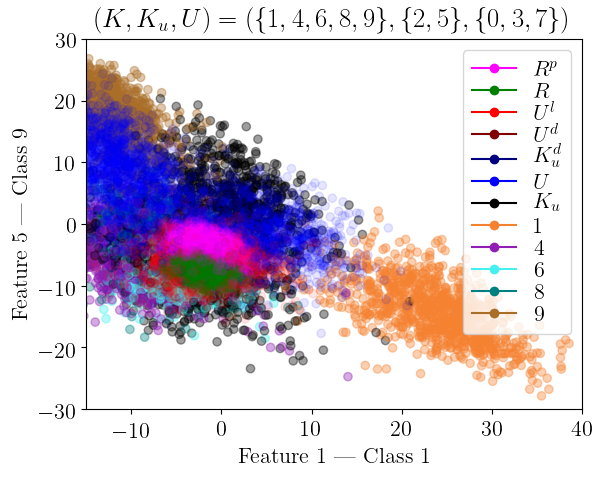 (K, K_u, U) = ({1, 4, 6, 8, 9}, {2, 5}, {0, 3, 7})
30
20
10
0
−10
−20
−30
Feature 5 — Class 9
R^p
R
U^l
U^d
K_u^d
U
K_u
1
4
6
8
9
−10
0
10
20
30
40
Feature 1 — Class 1